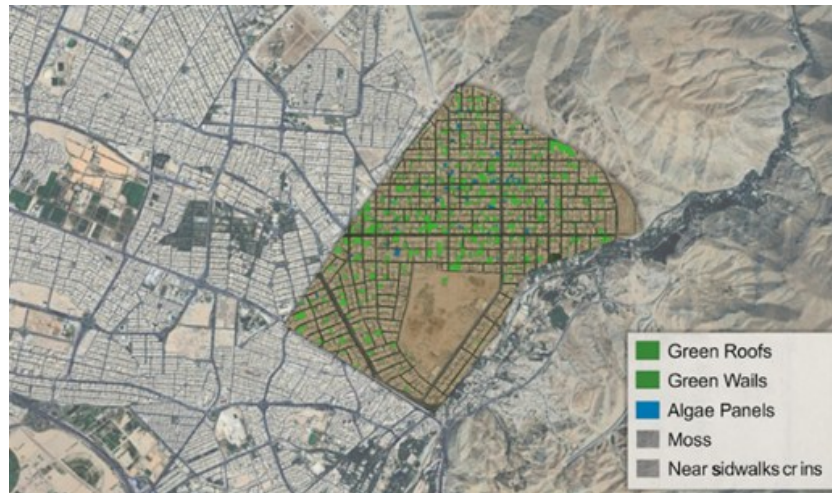 Green Roofs
Green Wails
Algae Panels
Moss
Near sidwalks cr ins